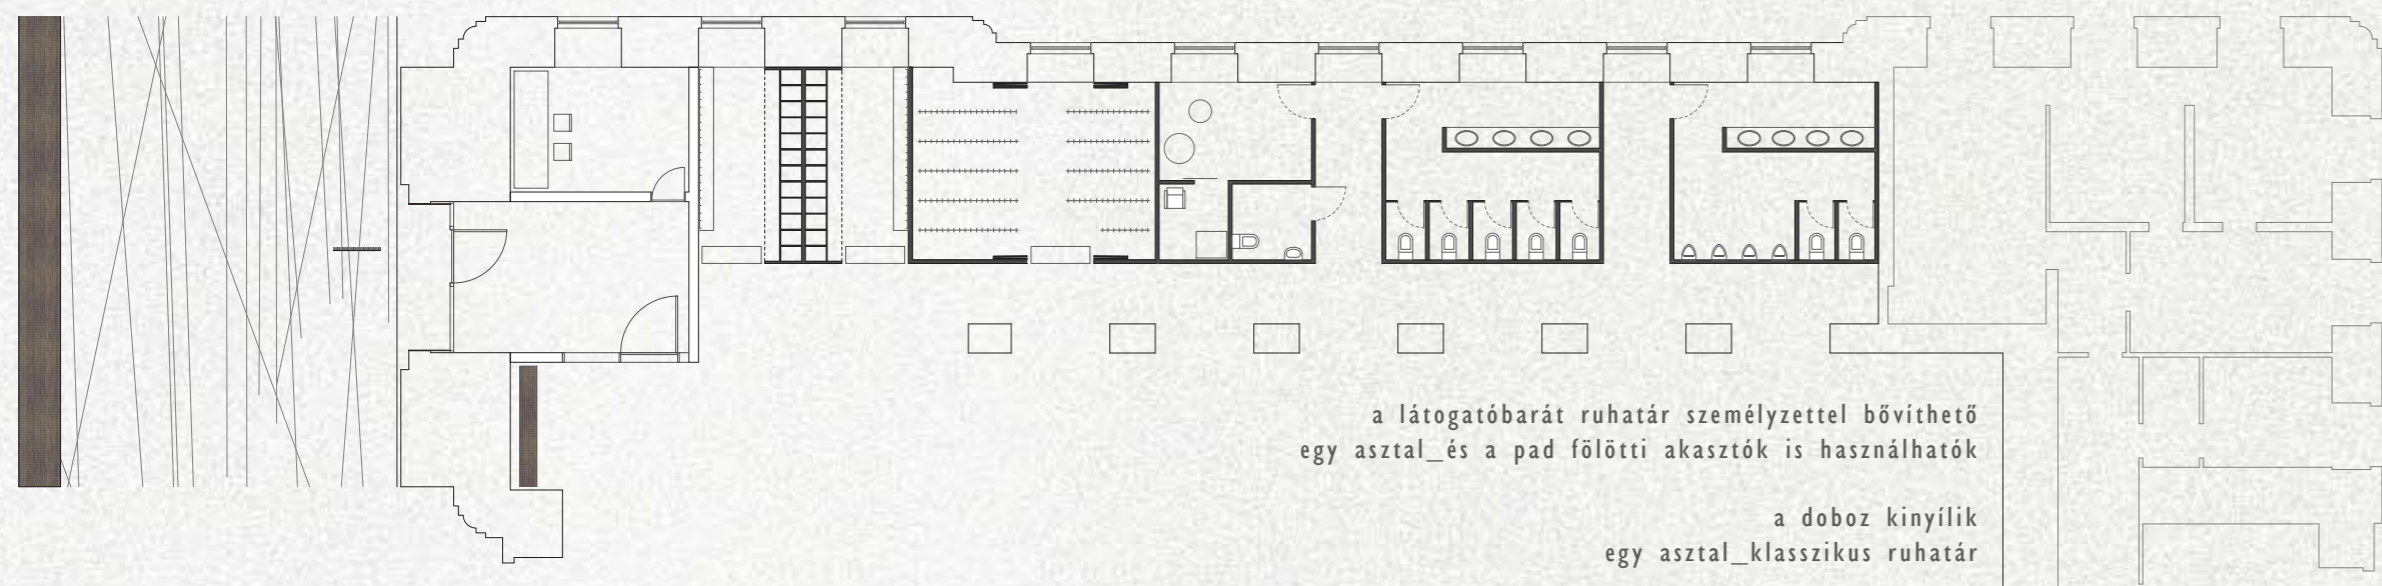 a látogatóbarát ruhatár személyzettel bővíthető
egy asztal_és a pad fölötti akasztók is használhatók
a doboz kinyílik
egy asztal_klasszikus ruhatár